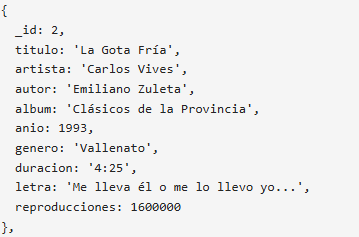 {
  _id: 2,
  titulo: 'La Gota Fría',
  artista: 'Carlos Vives',
  autor: 'Emiliano Zuleta',
  album: 'Clásicos de la Provincia',
  anio: 1993,
  genero: 'Vallenato',
  duracion: '4:25',
  letra: 'Me lleva él o me lo llevo yo...',
  reproducciones: 1600000
},